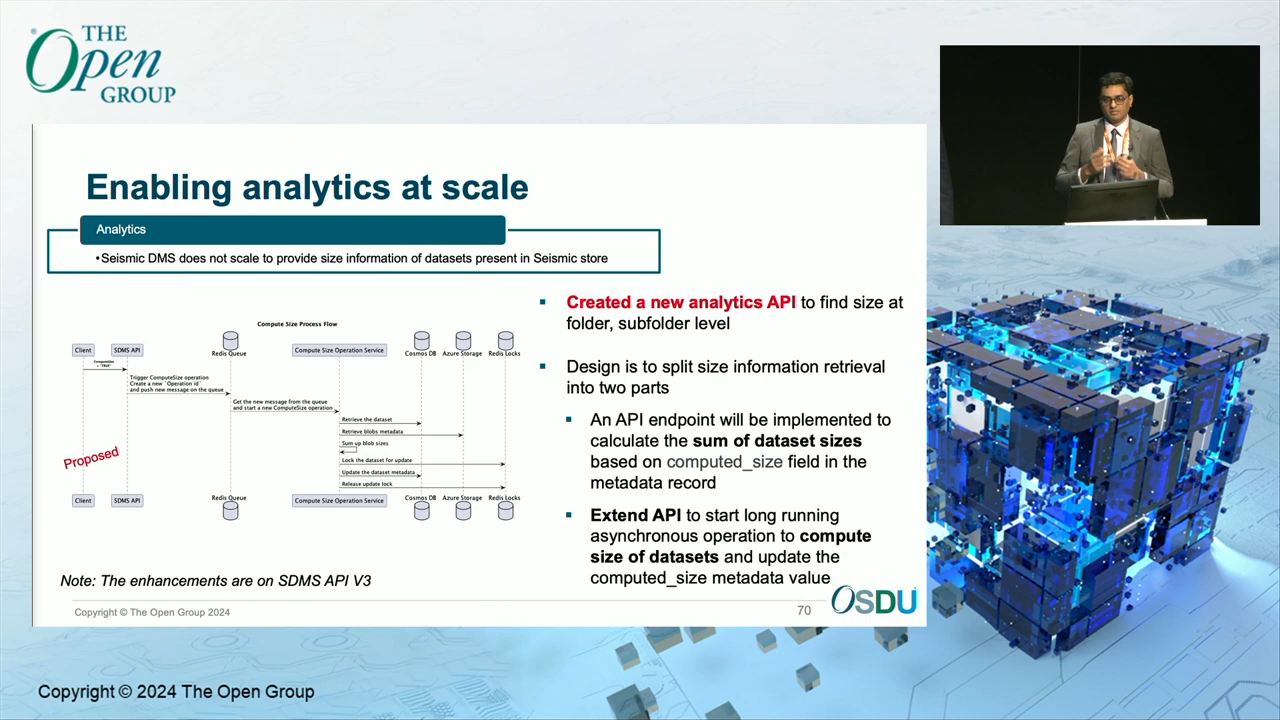 THE
Open
GROUP
Enabling analytics at scale
Analytics
•Seismic DMS does not scale to provide size information of datasets present in Seismic store
Compute Size Process Flow
Client
SDMS API
Redis Queue
Compute Size Operation Service
Cosmos DB
Azure Storage
Redis Locks
ComputeSize
= "TRUE"
Trigger ComputeSize operation
Create a new `Operation id`
and push new message on the queue
Get the new message from the queue
and start a new ComputeSize operation
Retrieve the dataset
Retrieve blobs metadata
Sum up blob sizes
Lock the dataset for update
Update the dataset metadata
Release update lock
Proposed
Client
SDMS API
Redis Queue
Compute Size Operation Service
Cosmos DB
Azure Storage
Redis Locks
Note: The enhancements are on SDMS API V3
Created a new analytics API to find size at
folder, subfolder level
Design is to split size information retrieval
into two parts
An API endpoint will be implemented to
calculate the sum of dataset sizes
based on computed_size field in the
metadata record
Extend API to start long running
asynchronous operation to compute
size of datasets and update the
computed_size metadata value
Copyright © The Open Group 2024
70
OSDU
Copyright © 2024 The Open Group